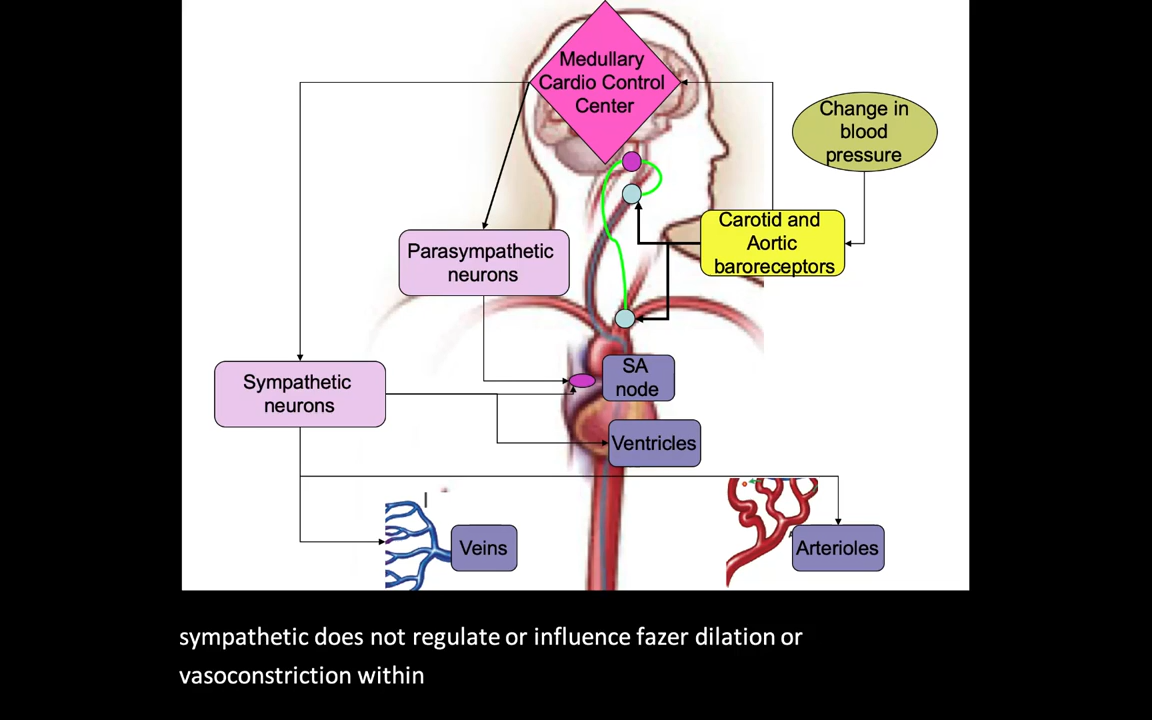 Medullary
Cardio Control
Center
Change in
blood
pressure
Carotid and
Aortic
baroreceptors
Parasympathetic
neurons
Sympathetic
neurons
SA
node
Ventricles
Veins
Arterioles
sympathetic does not regulate or influence fazer dilation or
vasoconstriction within